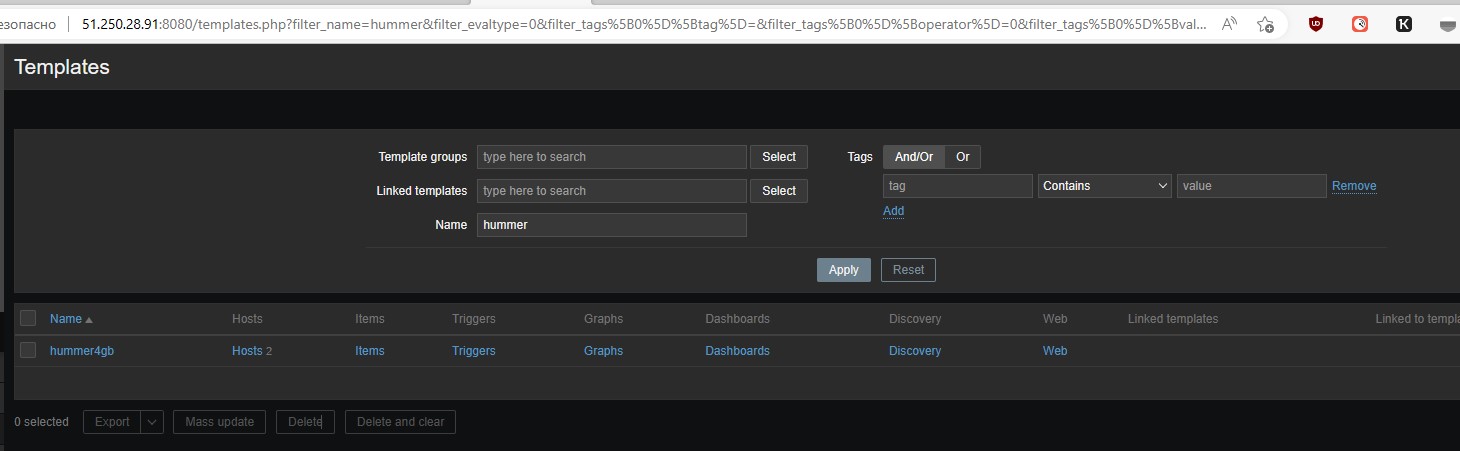 езопасно 51.250.28.91:8080/templates.php?filter_name=hummer&filter_evaltype=0&filter_tags%5B0%5D%5Btag%5D=&filter_tags%5B0%5D%5Boperator%5D=0&filter_tags%5B0%5D%5Bval...
Templates
Template groups type here to search Select Tags And/Or Or
Linked templates type here to search Select tag Contains value Remove
Add
Name hummer
Apply Reset
Name Hosts Items Triggers Graphs Dashboards Discovery Web Linked templates Linked to templa
hummer4gb Hosts 2 Items Triggers Graphs Dashboards Discovery Web
0 selected Export Mass update Delete Delete and clear